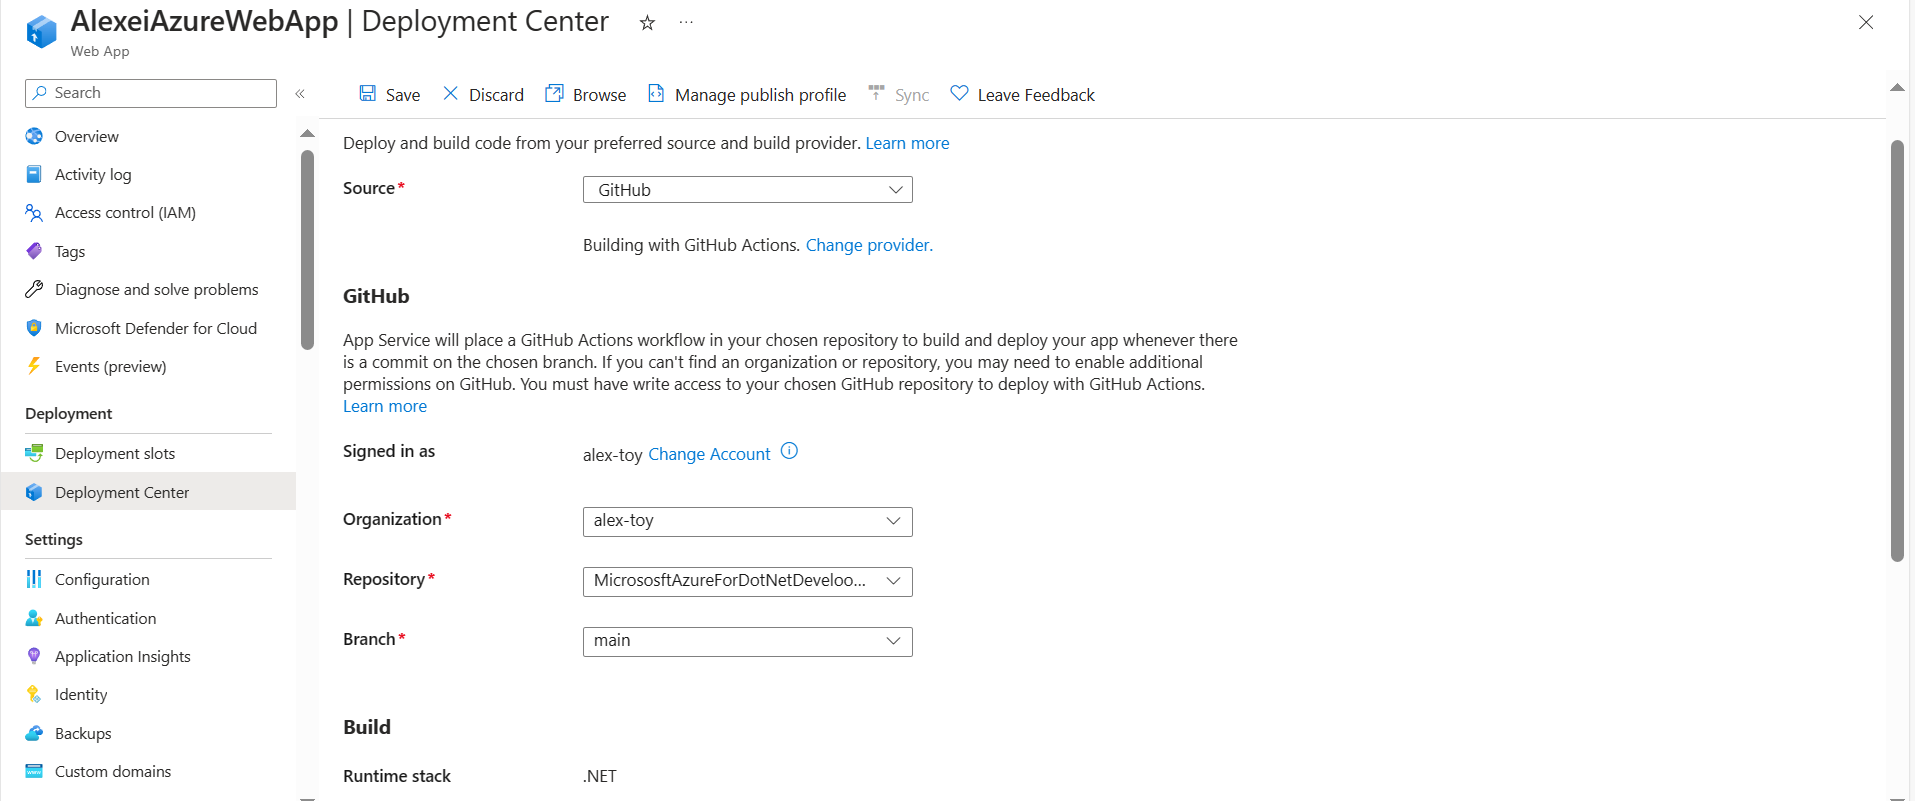 AlexeiAzureWebApp | Deployment Center ☆ ...
Web App
Search «
Save Discard Browse Manage publish profile Sync Leave Feedback
Overview
Activity log
Access control (IAM)
Tags
Diagnose and solve problems
Microsoft Defender for Cloud
Events (preview)
Deployment
Deployment slots
Deployment Center
Settings
Configuration
Authentication
Application Insights
Identity
Backups
Custom domains
Deploy and build code from your preferred source and build provider. Learn more
Source* GitHub
Building with GitHub Actions. Change provider.
GitHub
App Service will place a GitHub Actions workflow in your chosen repository to build and deploy your app whenever there
is a commit on the chosen branch. If you can't find an organization or repository, you may need to enable additional
permissions on GitHub. You must have write access to your chosen GitHub repository to deploy with GitHub Actions.
Learn more
Signed in as alex-toy Change Account
Organization* alex-toy
Repository* MicrososftAzureForDotNetDeveloo...
Branch* main
Build
Runtime stack .NET